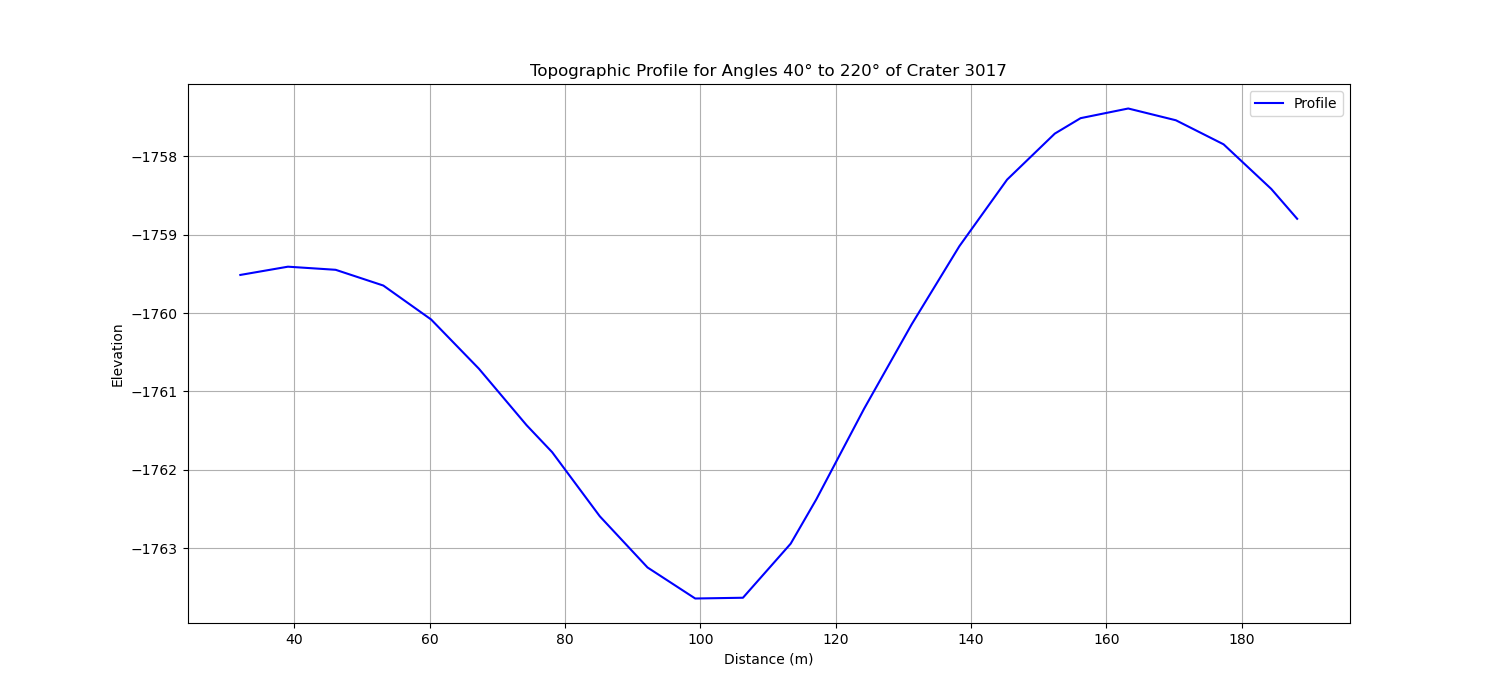 Topographic Profile for Angles 40° to 220° of Crater 3017
Profile
−1758
−1759
−1760
−1761
−1762
−1763
Elevation
40 60 80 100 120 140 160 180
Distance (m)